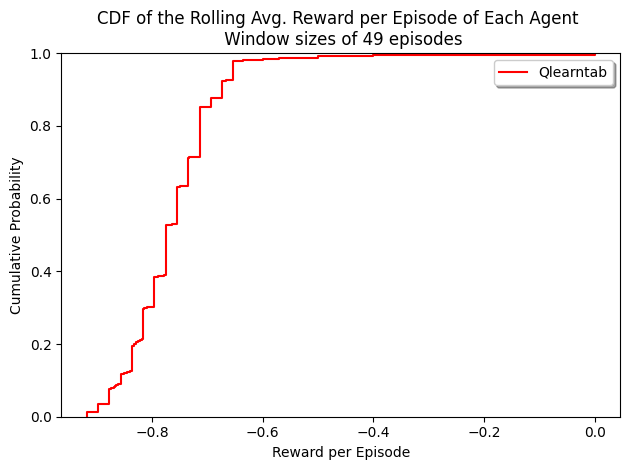 CDF of the Rolling Avg. Reward per Episode of Each Agent
Window sizes of 49 episodes
Qlearntab
Cumulative Probability
1.0
0.8
0.6
0.4
0.2
0.0
−0.8
−0.6
−0.4
−0.2
0.0
Reward per Episode